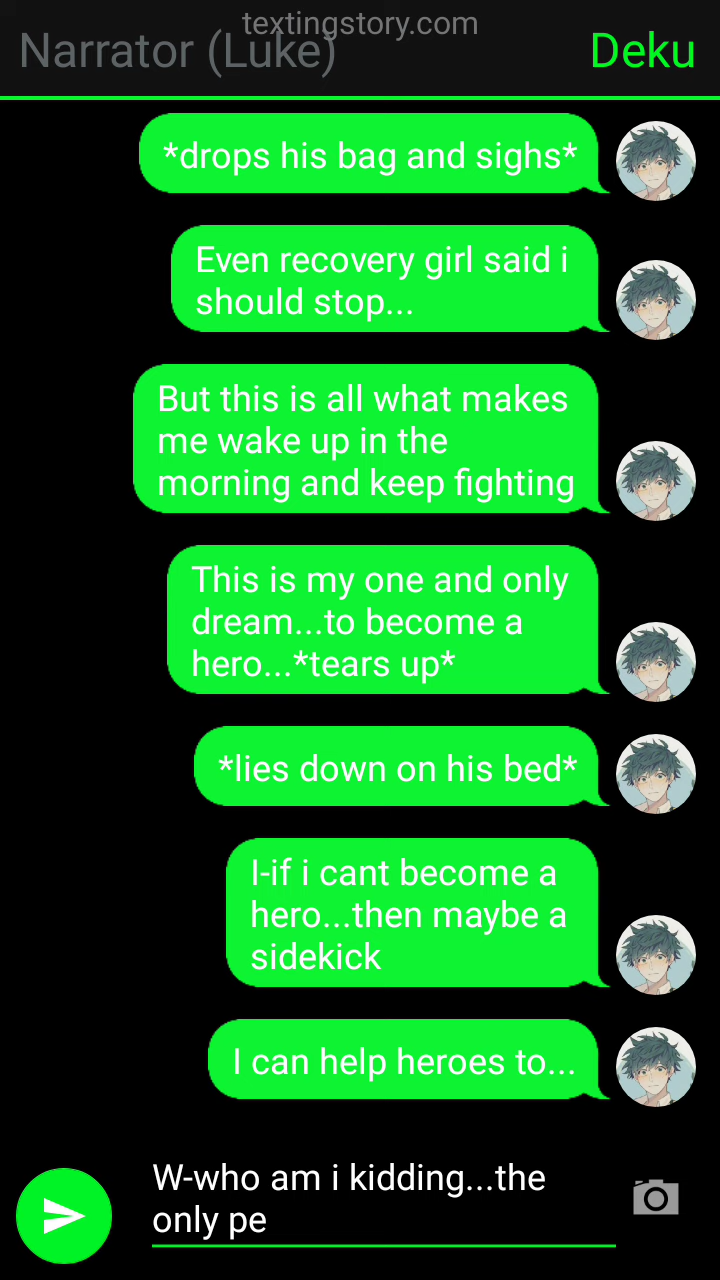 textingstory.com
Narrator (Luke)
Deku
*drops his bag and sighs*
Even recovery girl said i
should stop...
But this is all what makes
me wake up in the
morning and keep fighting
This is my one and only
dream...to become a
hero...*tears up*
*lies down on his bed*
I-if i cant become a
hero...then maybe a
sidekick
I can help heroes to...
W-who am i kidding...the
only pe